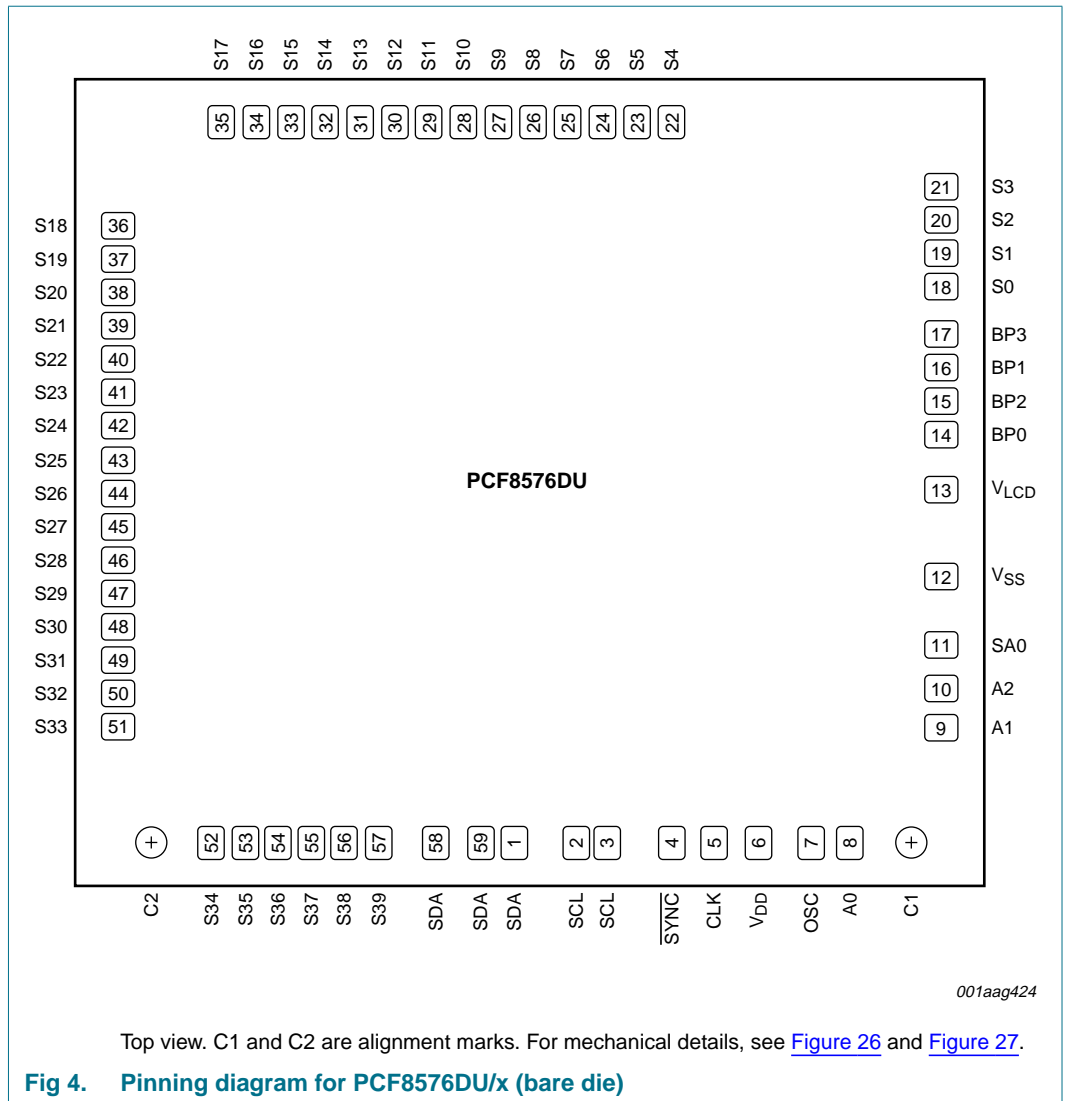 S17 S16 S15 S14 S13 S12 S11 S10 S9 S8 S7 S6 S5 S4
35 34 33 32 31 30 29 28 27 26 25 24 23 22
21 S3
S18 36 20 S2
S19 37 19 S1
S20 38 18 S0
S21 39 17 BP3
S22 40 16 BP1
S23 41 15 BP2
S24 42 14 BP0
S25 43
PCF8576DU
S26 44 13 VLCD
S27 45
S28 46 12 VSS
S29 47
S30 48 11 SA0
S31 49
S32 50 10 A2
S33 51 9 A1
52 53 54 55 56 57 58 59 1 2 3 4 5 6 7 8
C2 S34 S35 S36 S37 S38 S39 SDA SDA SDA SCL SCL SYNC CLK VDD OSC A0 C1
001aag424
Top view. C1 and C2 are alignment marks. For mechanical details, see Figure 26 and Figure 27.
Fig 4. Pinning diagram for PCF8576DU/x (bare die)